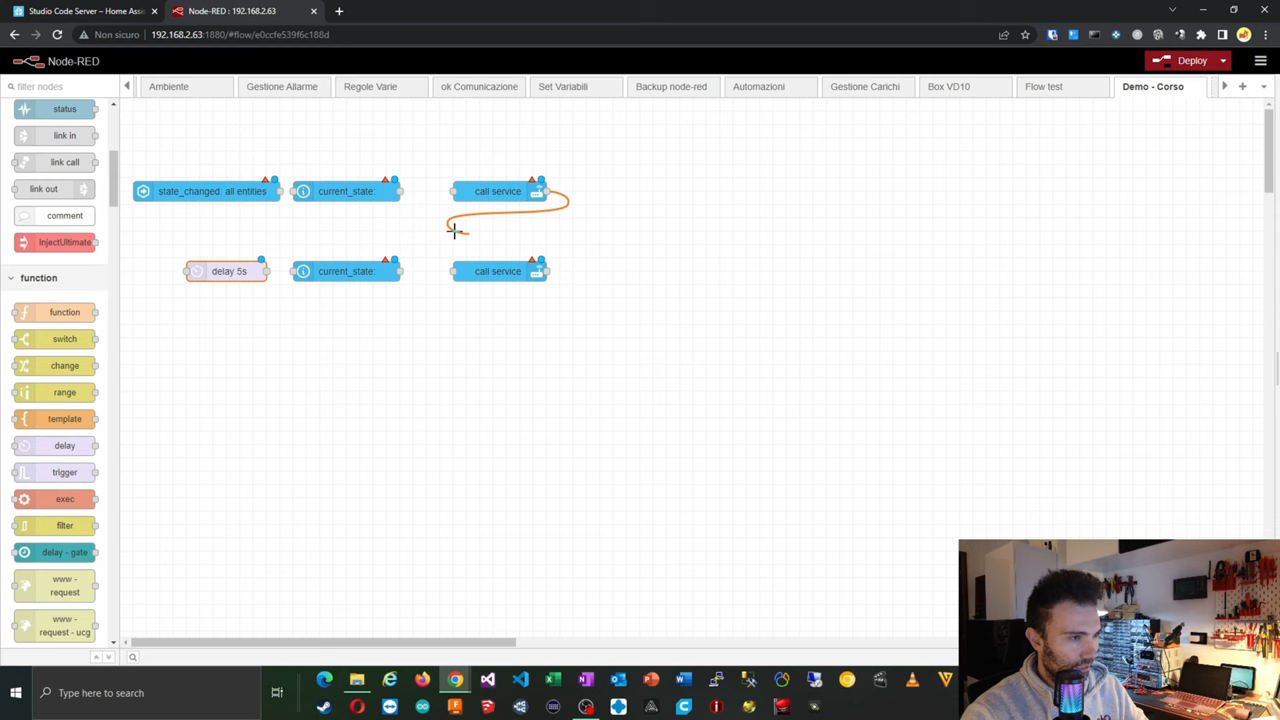 Studio Code Server – Home Assi
Node-RED : 192.168.2.63
Non sicuro
192.168.2.63:1880/#flow/e0ccfe539f6c188d
Node-RED
Deploy
filter nodes
Ambiente
Gestione Allarme
Regole Varie
ok Comunicazione
Set Variabili
Backup node-red
Automazioni
Gestione Carichi
Box VD10
Flow test
Demo - Corso
status
link in
link call
link out
comment
InjectUltimate
function
function
switch
change
range
template
delay
trigger
exec
filter
delay - gate
www -
request
www -
request - ucg
state_changed: all entities
current_state:
call service
delay 5s
current_state:
call service
Type here to search